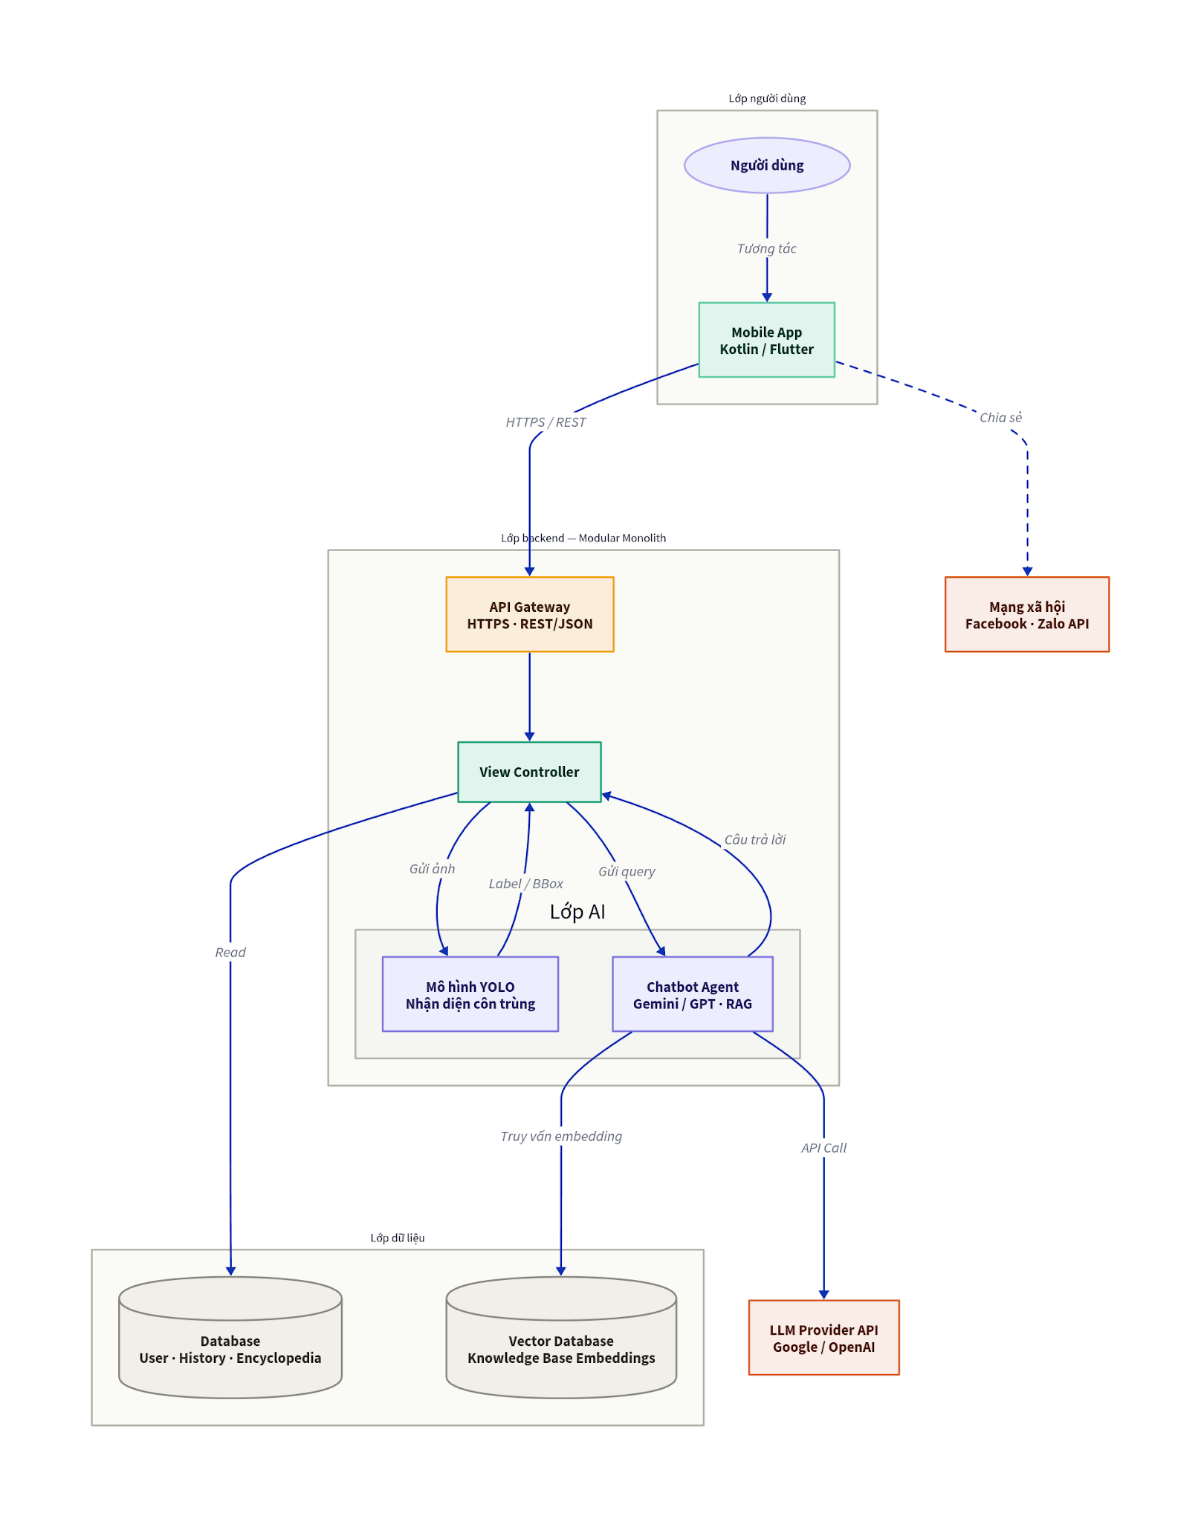 Lớp người dùng
Người dùng
Tương tác
Mobile App
Kotlin / Flutter
HTTPS / REST
Chia sẻ
Lớp backend — Modular Monolith
API Gateway
HTTPS · REST/JSON
Mạng xã hội
Facebook · Zalo API
View Controller
Câu trả lời
Gửi ảnh
Gửi query
Label / BBox
Lớp AI
Read
Mô hình YOLO
Nhận diện côn trùng
Chatbot Agent
Gemini / GPT · RAG
Truy vấn embedding
API Call
Lớp dữ liệu
Database
User · History · Encyclopedia
Vector Database
Knowledge Base Embeddings
LLM Provider API
Google / OpenAI